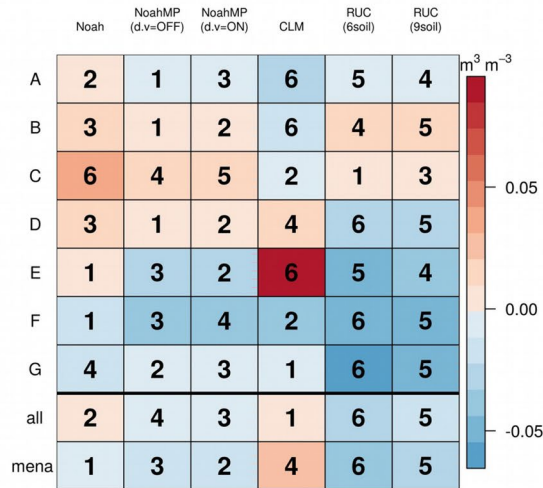 Noah NoahMP (d.v=OFF) NoahMP (d.v=ON) CLM RUC (6soil) RUC (9soil)
m³ m⁻³
A 2 1 3 6 5 4
B 3 1 2 6 4 5
C 6 4 5 2 1 3
0.05
D 3 1 2 4 6 5
E 1 3 2 6 5 4
0.00
F 1 3 4 2 6 5
G 4 2 3 1 6 5
all 2 4 3 1 6 5
-0.05
mena 1 3 2 4 6 5